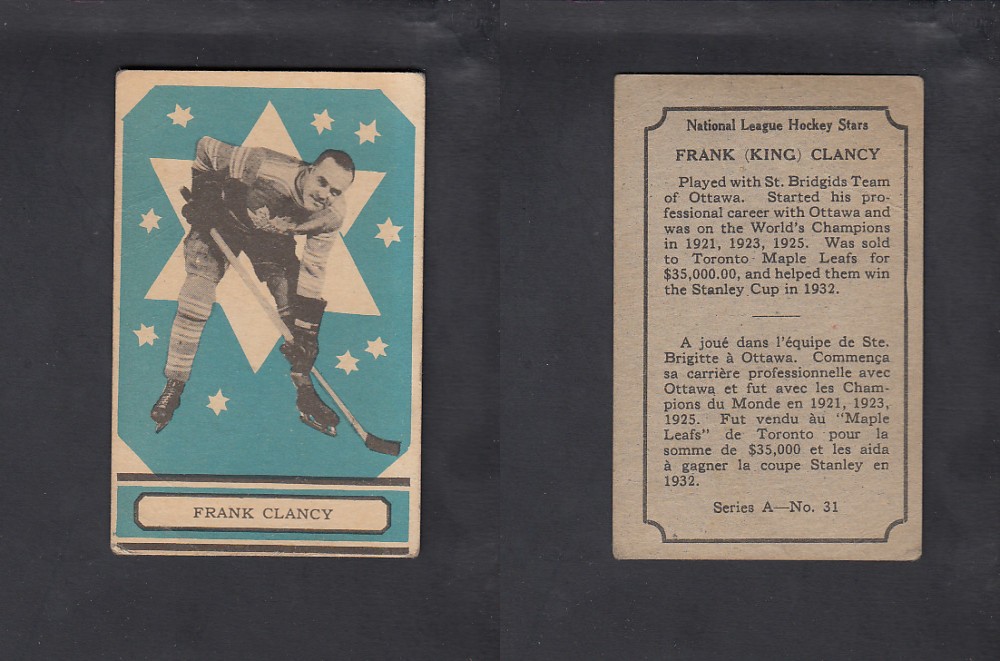 FRANK CLANCY
National League Hockey Stars
FRANK (KING) CLANCY
Played with St. Bridgids Team
of Ottawa. Started his pro-
fessional career with Ottawa and
was on the World's Champions
in 1921, 1923, 1925. Was sold
to Toronto Maple Leafs for
$35,000.00, and helped them win
the Stanley Cup in 1932.
A joué dans l'équipe de Ste.
Brigitte à Ottawa. Commença
sa carrière professionnelle avec
Ottawa et fut avec les Cham-
pions du Monde en 1921, 1923,
1925. Fut vendu àu "Maple
Leafs" de Toronto pour la
somme de $35,000 et les aida
à gagner la coupe Stanley en
1932.
Series A—No. 31